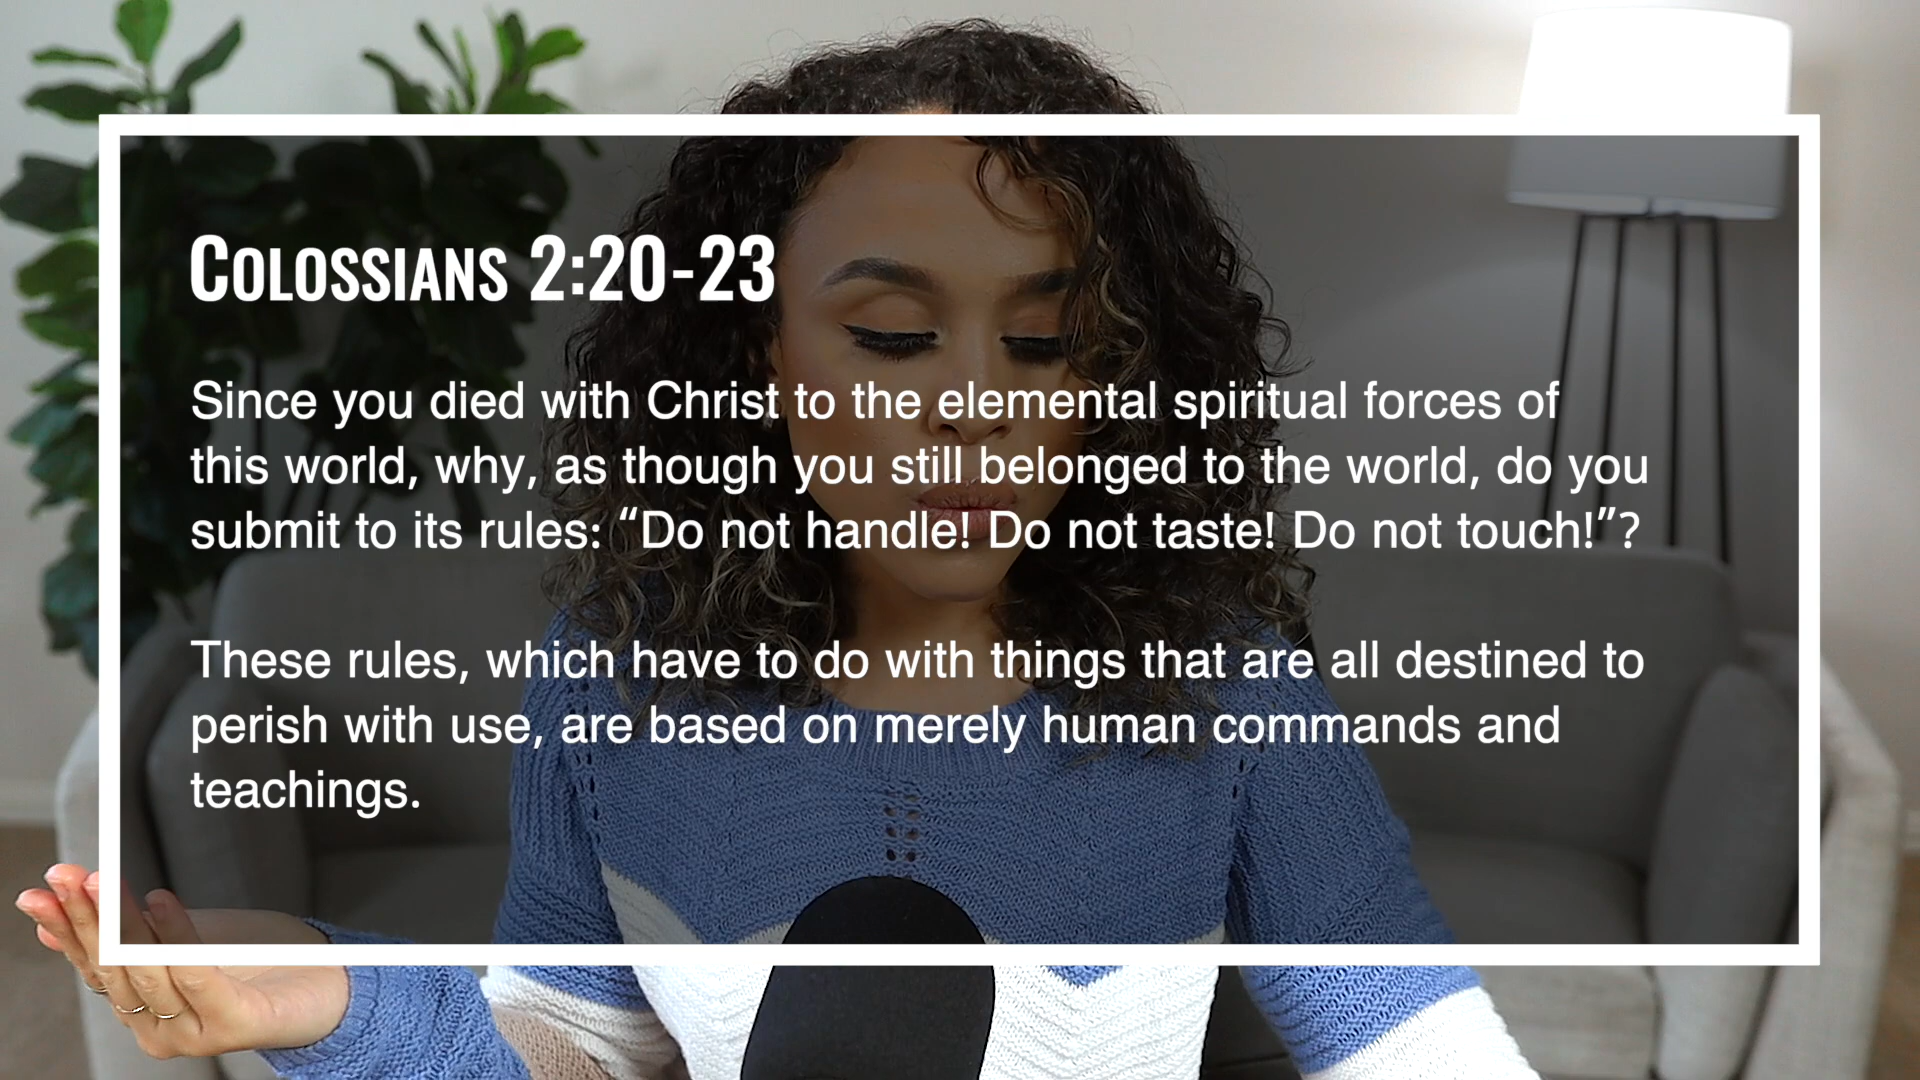 Colossians 2:20-23
Since you died with Christ to the elemental spiritual forces of
this world, why, as though you still belonged to the world, do you
submit to its rules: “Do not handle! Do not taste! Do not touch!”?
These rules, which have to do with things that are all destined to
perish with use, are based on merely human commands and
teachings.